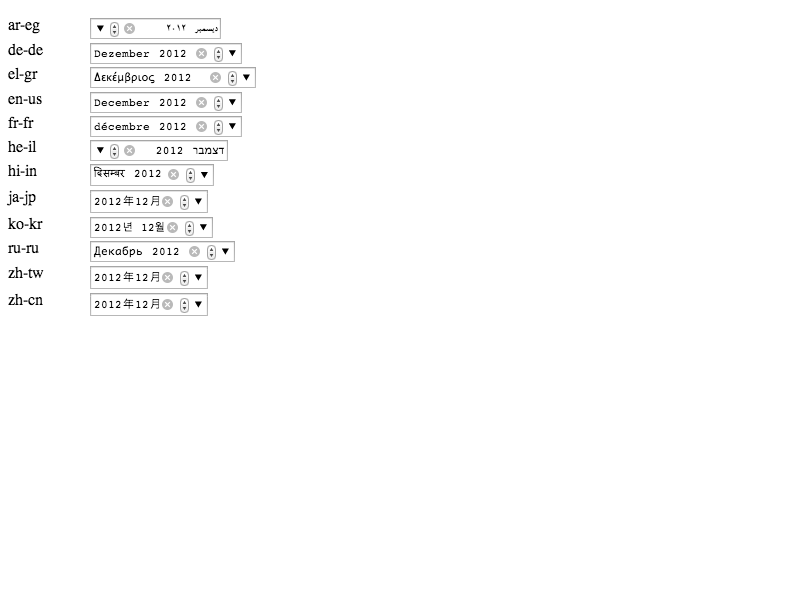 ar-eg ديسمبر ٢٠١٢
de-de Dezember 2012
el-gr Δεκέμβριος 2012
en-us December 2012
fr-fr décembre 2012
he-il דצמבר 2012
hi-in दिसम्बर 2012
ja-jp 2012年12月
ko-kr 2012년 12월
ru-ru Декабрь 2012
zh-tw 2012年12月
zh-cn 2012年12月